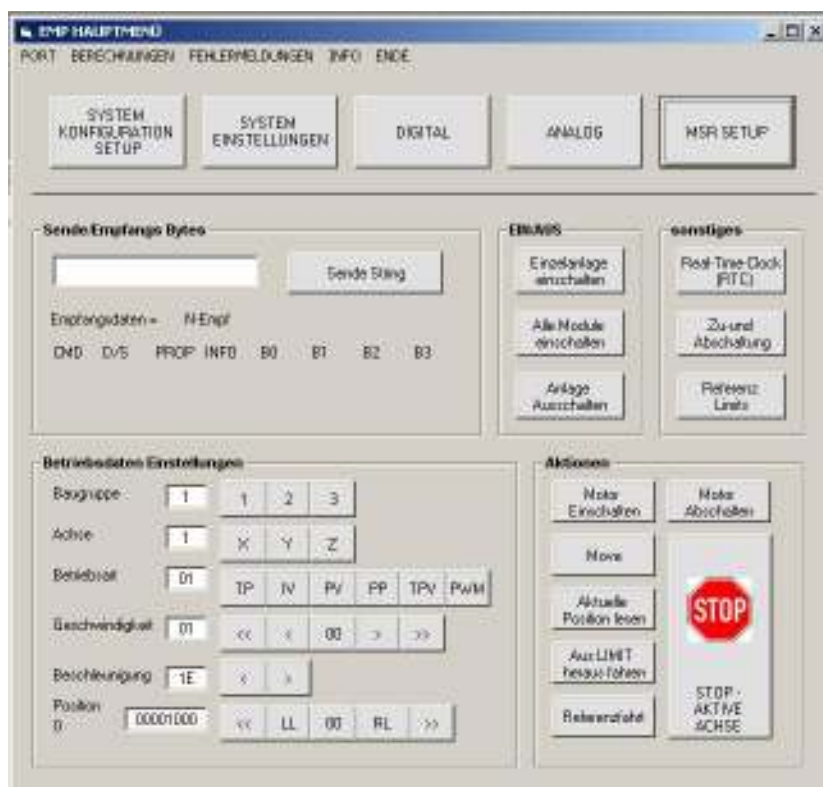 EMP HAUPTMENÜ
PORT BERECHNUNGEN FEHLERMELDUNGEN INFO ENDE
SYSTEM KONFIGURATION SETUP
SYSTEM EINSTELLUNGEN
DIGITAL
ANALOG
MSR SETUP
Sende/Empfangs Bytes
Sende String
Empfangsdaten = N-Empf
CMD D/S PROP INFO B0 B1 B2 B3
EIN/AUS
Einzelanlage einschalten
Alle Module einschalten
Anlage Ausschalten
sonstiges
Real-Time-Clock (RTC)
Zu-und Abschaltung
Referenz Limits
Betriebsdaten Einstellungen
Baugruppe 1 1 2 3
Achse 1 X Y Z
Betriebsart 01 TP IV PV PP TPV PWM
Geschwindigkeit 01 << < 00 > >>
Beschleunigung 1E < >
Position 0 00001000 << LL 00 RL >>
Aktionen
Motor Einschalten
Motor Abschalten
Move
Aktuelle Position lesen
Aus LIMIT heraus fahren
Referenzfahrt
STOP
STOP - AKTIVE ACHSE